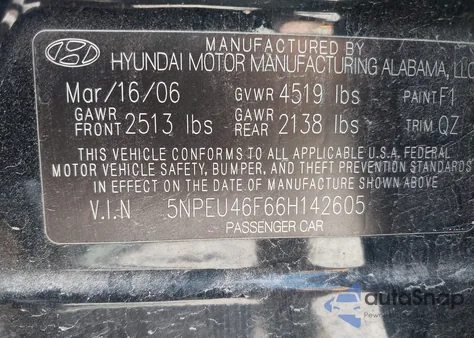 MANUFACTURED BY
HYUNDAI MOTOR MANUFACTURING ALABAMA, LLC
Mar/16/06 GVWR 4519 lbs PAINT F1
GAWR FRONT 2513 lbs GAWR REAR 2138 lbs TRIM QZ
THIS VEHICLE CONFORMS TO ALL APPLICABLE U.S.A. FEDERAL
MOTOR VEHICLE SAFETY, BUMPER, AND THEFT PREVENTION STANDARDS
IN EFFECT ON THE DATE OF MANUFACTURE SHOWN ABOVE.
V.I.N 5NPEU46F66H142605
PASSENGER CAR
autoSnap